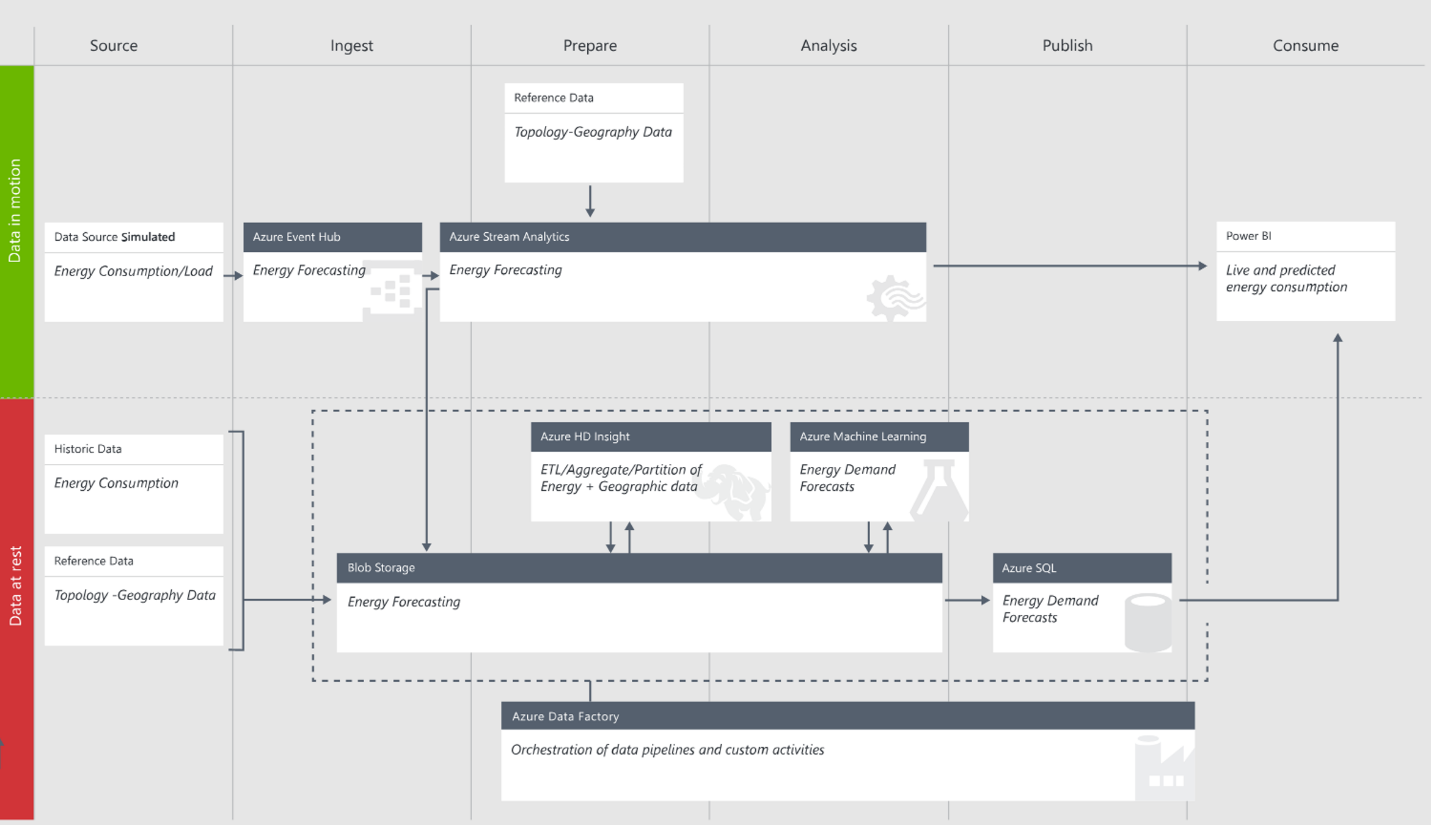 Source
Ingest
Prepare
Analysis
Publish
Consume
Data in motion
Reference Data
Topology-Geography Data
Data Source Simulated
Energy Consumption/Load
Azure Event Hub
Energy Forecasting
Azure Stream Analytics
Energy Forecasting
Power BI
Live and predicted
energy consumption
Data at rest
Historic Data
Energy Consumption
Reference Data
Topology -Geography Data
Azure HD Insight
ETL/Aggregate/Partition of
Energy + Geographic data
Azure Machine Learning
Energy Demand
Forecasts
Blob Storage
Energy Forecasting
Azure SQL
Energy Demand
Forecasts
Azure Data Factory
Orchestration of data pipelines and custom activities